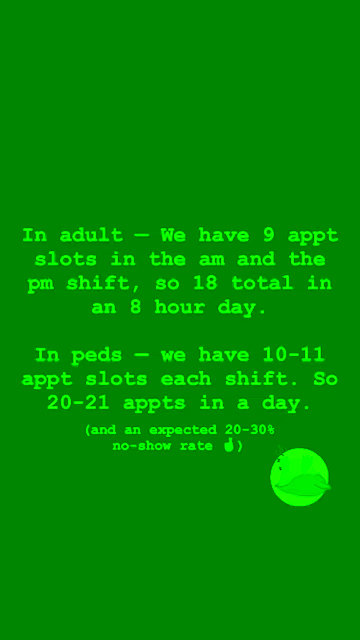 In adult — We have 9 appt
slots in the am and the
pm shift, so 18 total in
an 8 hour day.
In peds — we have 10-11
appt slots each shift. So
20-21 appts in a day.
(and an expected 20-30%
no-show rate 🤞)